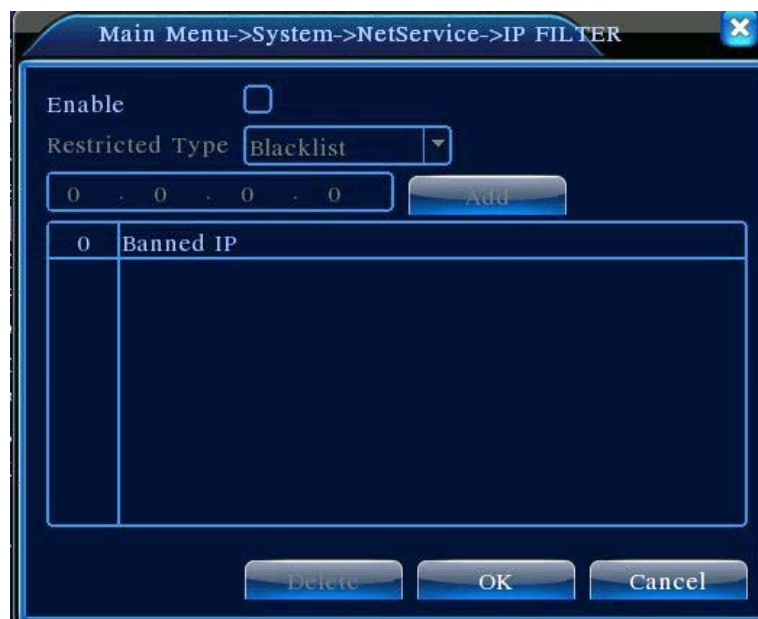 Main Menu->System->NetService->IP FILTER
Enable
Restricted Type Blacklist
0 . 0 . 0 . 0 Add
0 Banned IP
Delete OK Cancel